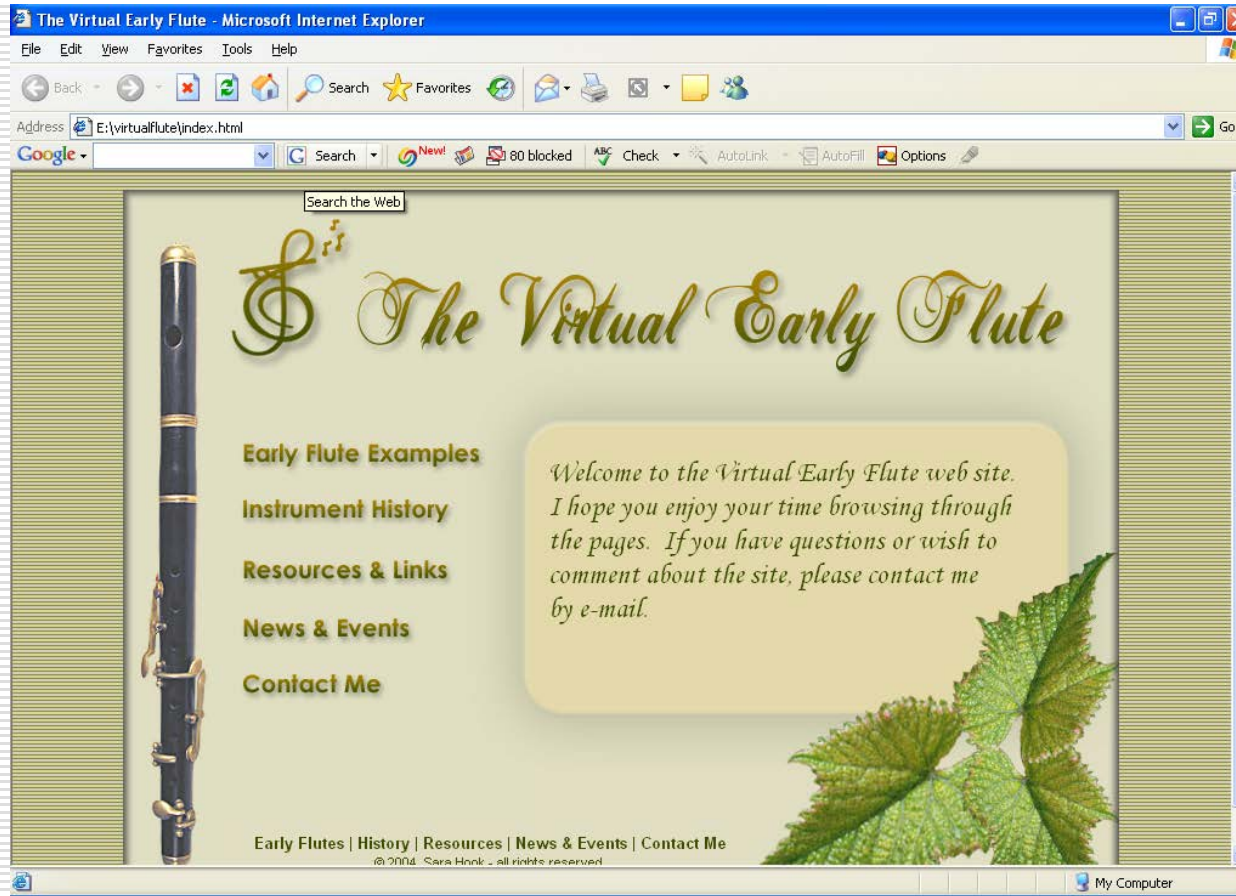 The Virtual Early Flute - Microsoft Internet Explorer
File Edit View Favorites Tools Help
Back Search Favorites
Address E:\virtualflute\index.html Go
Google Search New! 80 blocked ABC Check AutoLink AutoFill Options
Search the Web
The Virtual Early Flute
Early Flute Examples
Instrument History
Resources & Links
News & Events
Contact Me
Welcome to the Virtual Early Flute web site.
I hope you enjoy your time browsing through
the pages. If you have questions or wish to
comment about the site, please contact me
by e-mail.
Early Flutes | History | Resources | News & Events | Contact Me
© 2004 Sara Hook - all rights reserved
My Computer